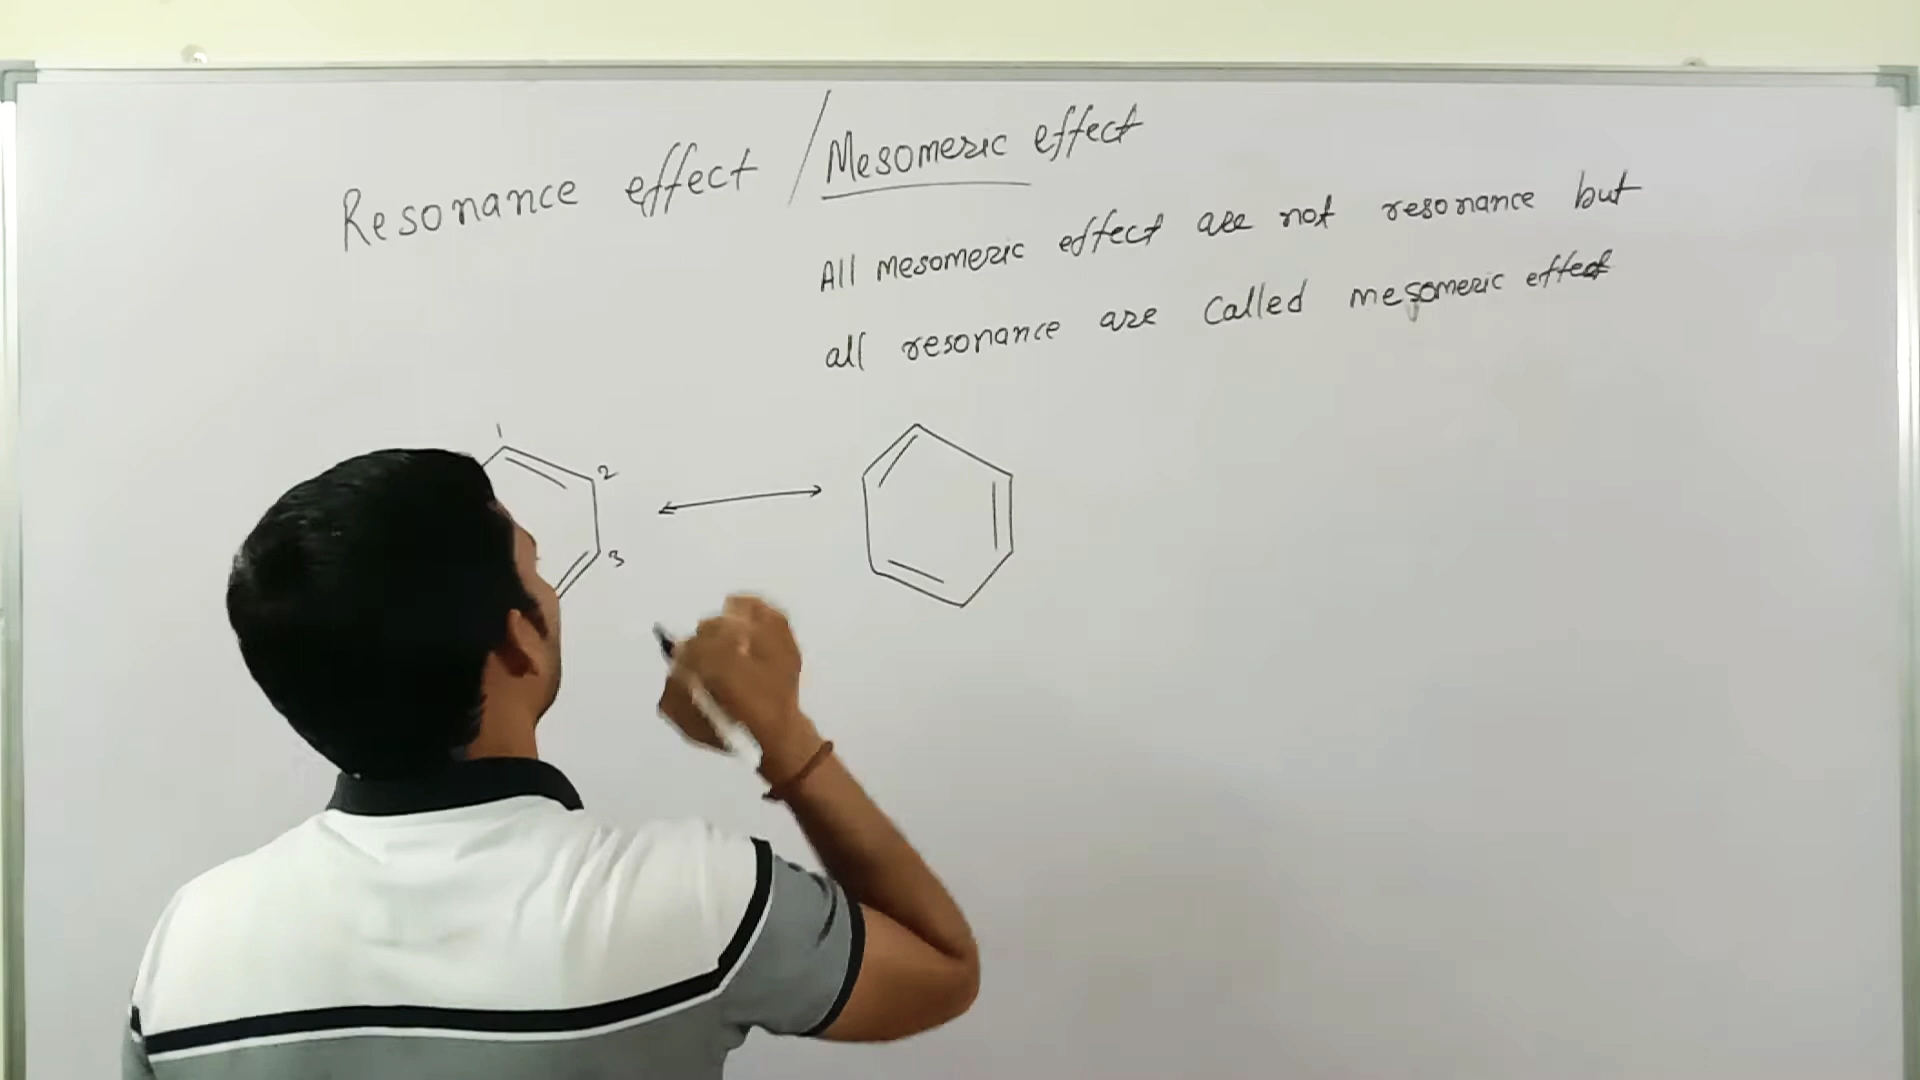 Resonance effect / Mesomeric effect
All mesomeric effect are not resonance but
all resonance are called mesomeric effect
1
2
3